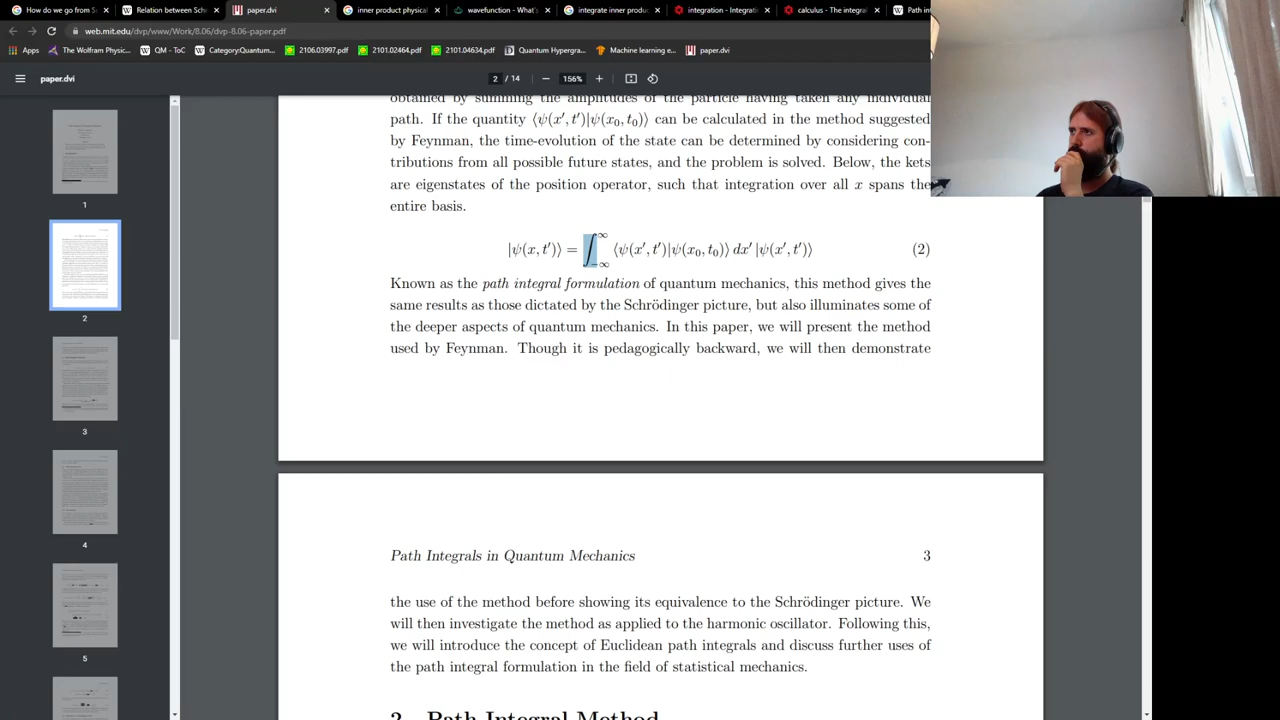 How do we go from S
Relation between Schr
paper.dvi
inner product physical
wavefunction - What's
integrate inner produc
integration - Integratio
calculus - The integral
Path int
web.mit.edu/dvp/www/Work/8.06/dvp-8.06-paper.pdf
Apps
The Wolfram Physic...
QM - ToC
Category:Quantum...
2106.03997.pdf
2101.02464.pdf
2101.04634.pdf
Quantum Hypergra...
Machine learning e...
paper.dvi
paper.dvi
2 / 14
156%
obtained by summing the amplitudes of the particle having taken any individual
path. If the quantity ⟨ψ(x′, t′)|ψ(x₀, t₀)⟩ can be calculated in the method suggested
by Feynman, the time-evolution of the state can be determined by considering con-
tributions from all possible future states, and the problem is solved. Below, the kets
are eigenstates of the position operator, such that integration over all x spans the
entire basis.
|ψ(x, t′)⟩ = ∫_{-∞}^{∞} ⟨ψ(x′, t′)|ψ(x₀, t₀)⟩ dx′ |ψ(x′, t′)⟩ (2)
Known as the path integral formulation of quantum mechanics, this method gives the
same results as those dictated by the Schrödinger picture, but also illuminates some of
the deeper aspects of quantum mechanics. In this paper, we will present the method
used by Feynman. Though it is pedagogically backward, we will then demonstrate
Path Integrals in Quantum Mechanics 3
the use of the method before showing its equivalence to the Schrödinger picture. We
will then investigate the method as applied to the harmonic oscillator. Following this,
we will introduce the concept of Euclidean path integrals and discuss further uses of
the path integral formulation in the field of statistical mechanics.
2 Path Integral Method
1
2
3
4
5